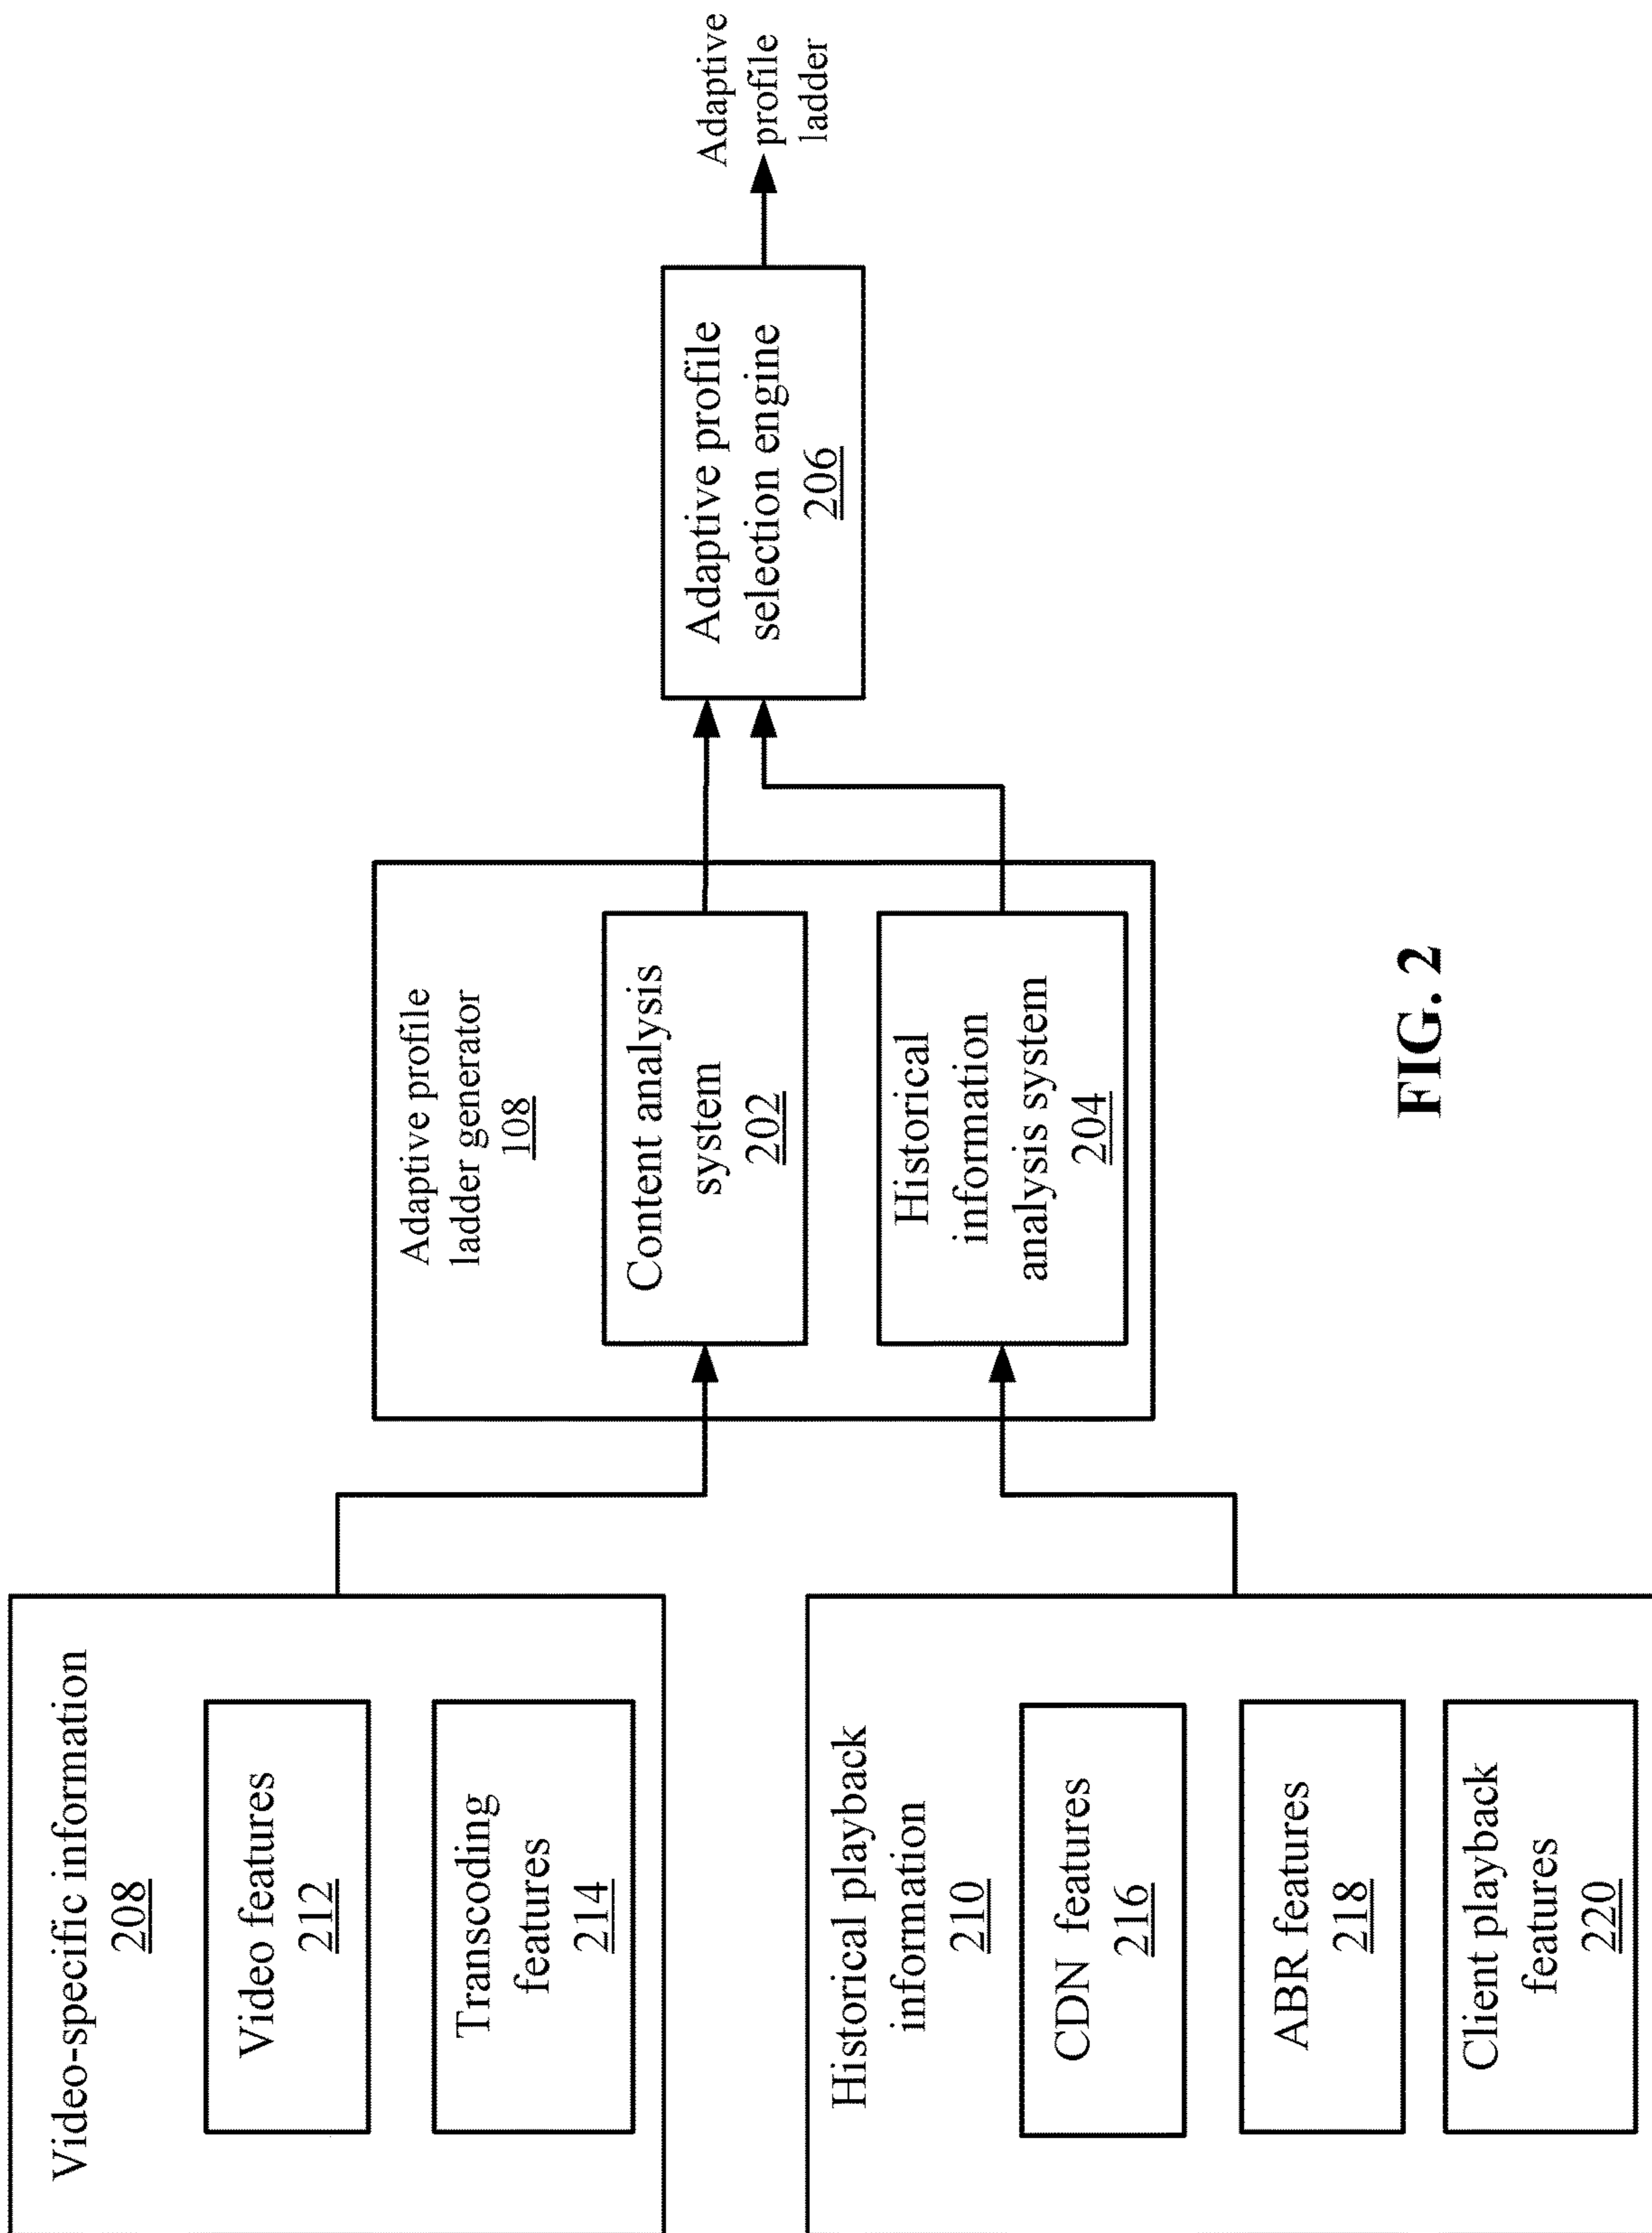 Video-specific information
208
Video features
212
Transcoding
features
214
Historical playback
information
210
CDN features
216
ABR features
218
Client playback
features
220
Adaptive profile
ladder generator
108
Content analysis
system
202
Historical
information
analysis system
204
Adaptive profile
selection engine
206
Adaptive
profile
ladder
FIG. 2